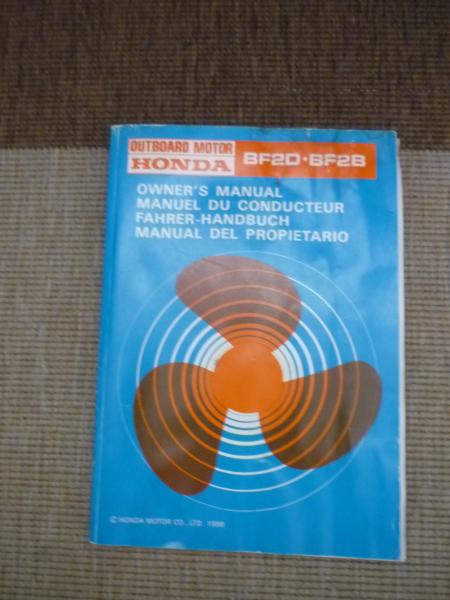 OUTBOARD MOTOR
HONDA
BF2D·BF2B
OWNER'S MANUAL
MANUEL DU CONDUCTEUR
FAHRER-HANDBUCH
MANUAL DEL PROPIETARIO
© HONDA MOTOR CO., LTD. 1998